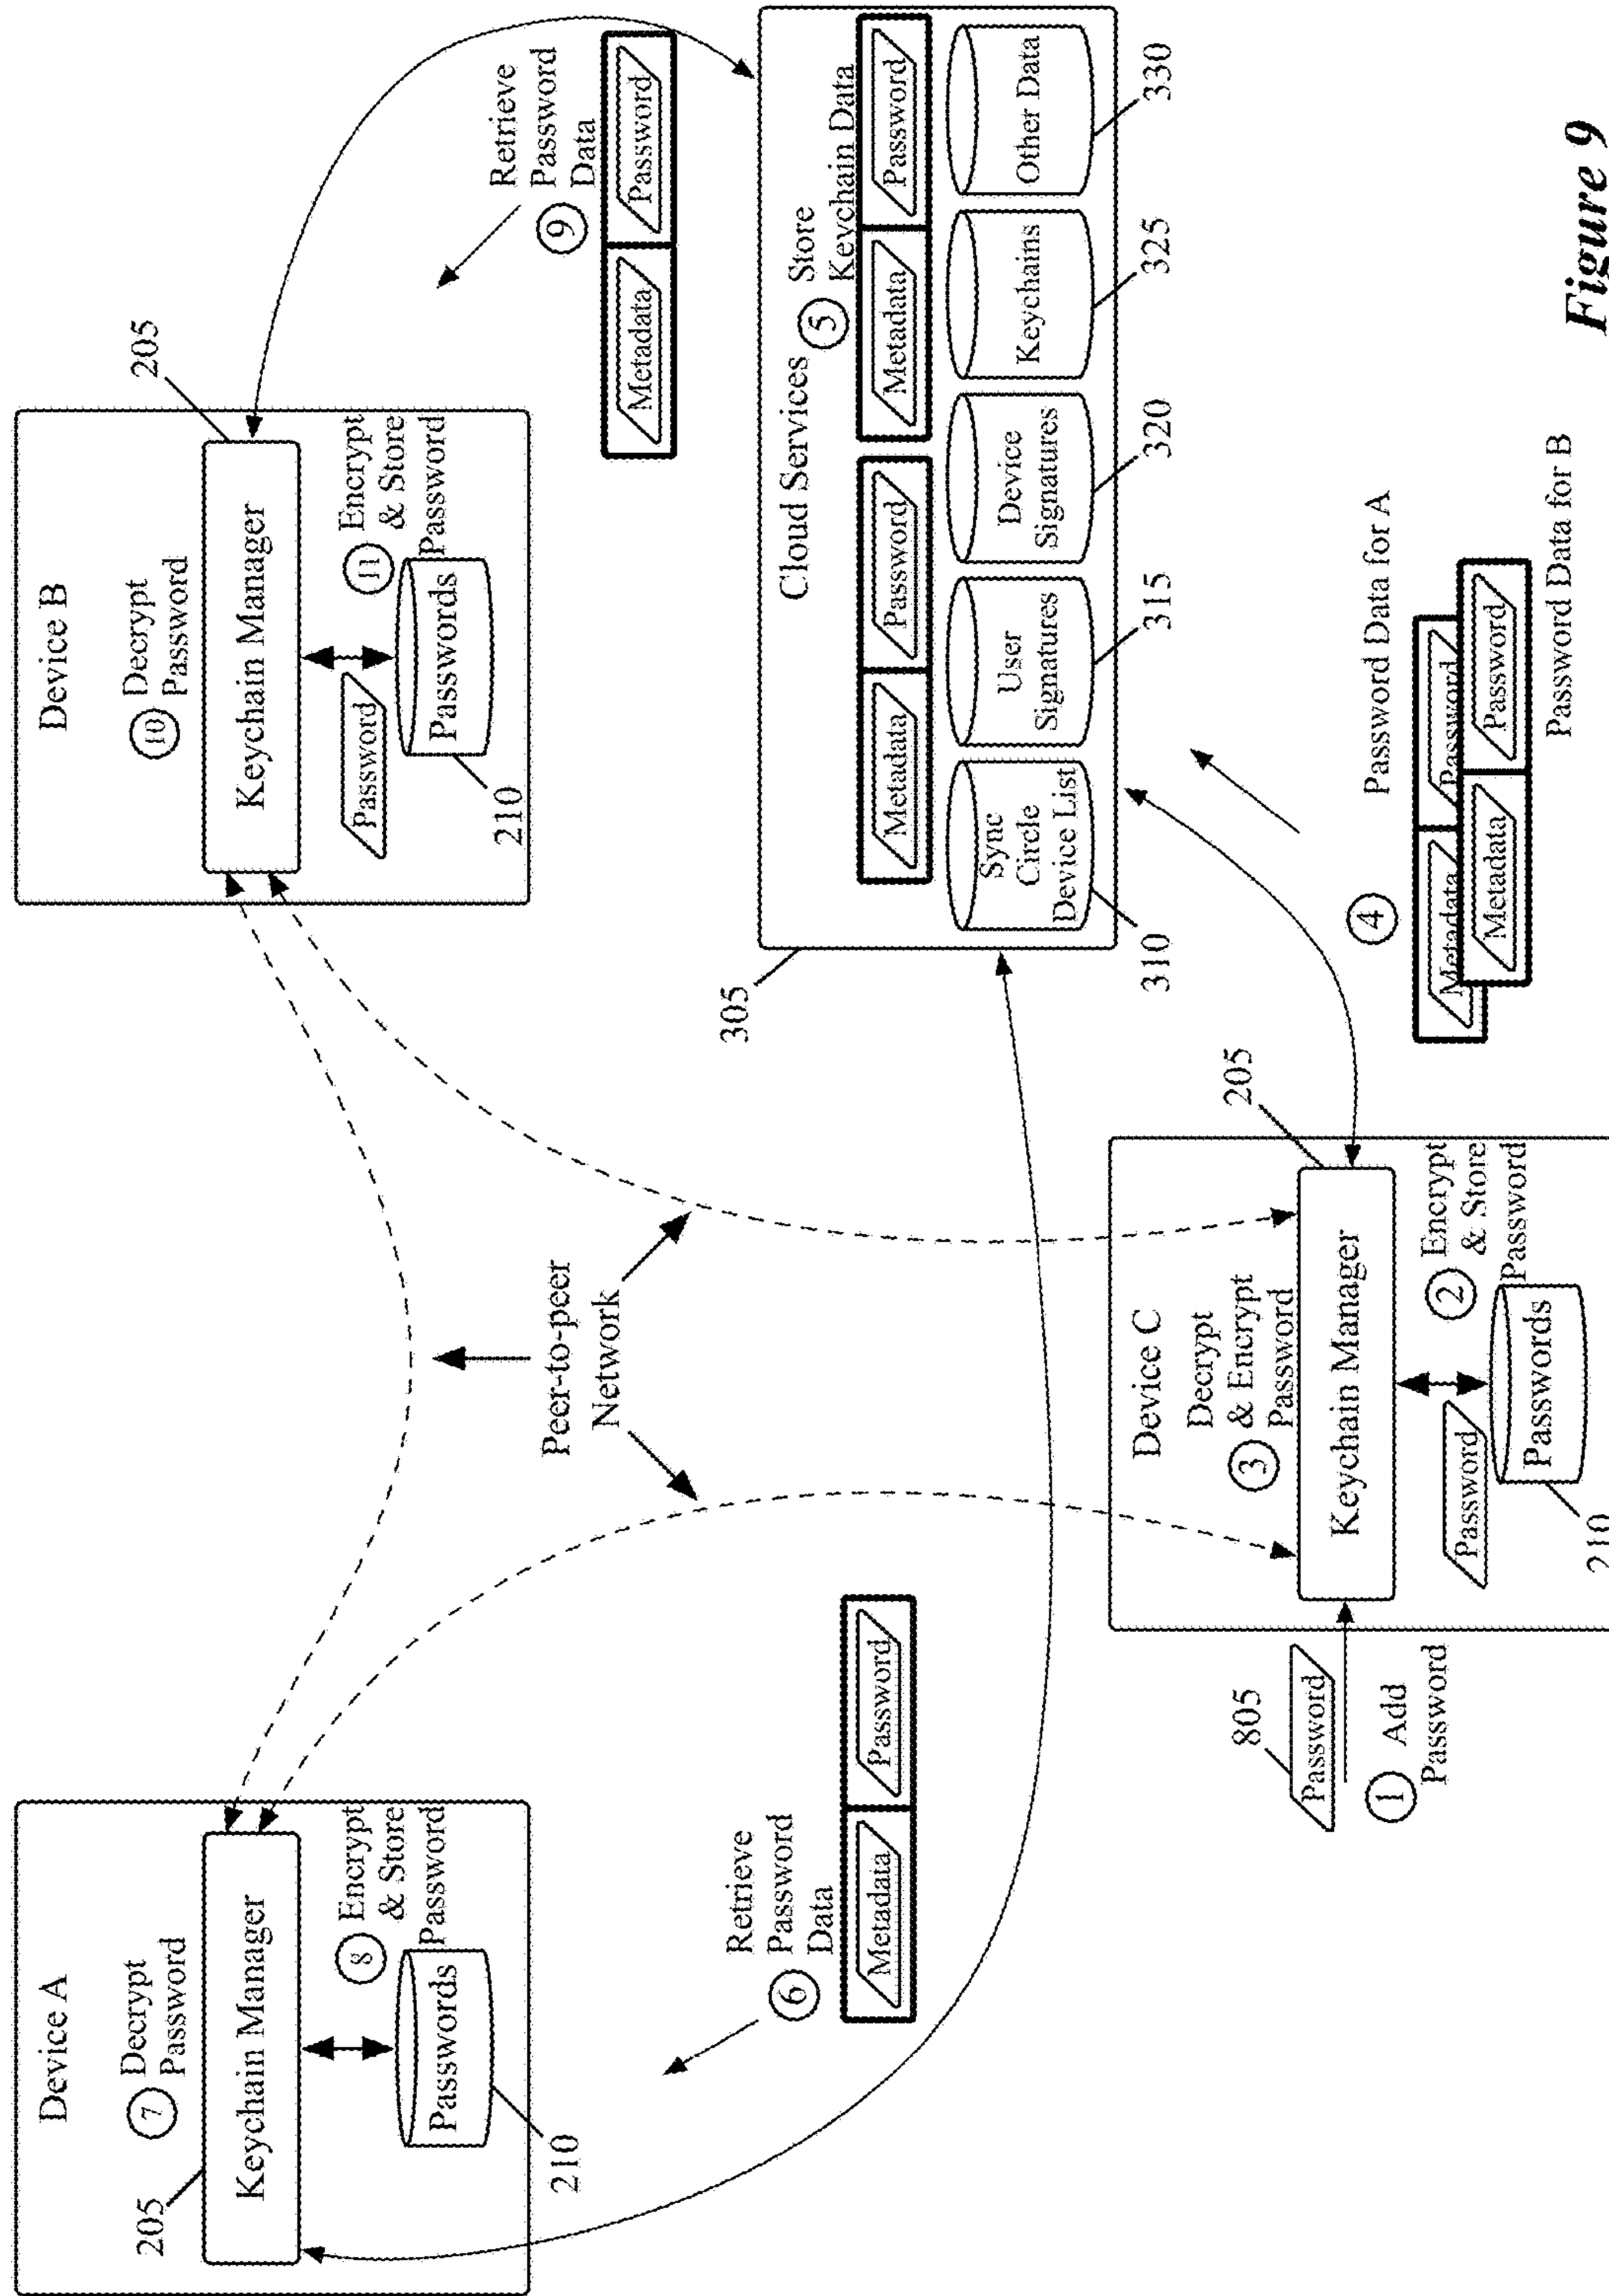 Device A
7 Decrypt
Password
205
Keychain Manager
8 Encrypt
& Store
Password
Passwords
210
Device B
10 Decrypt
Password
205
Keychain Manager
11 Encrypt
& Store
Password
Password
Passwords
210
Peer-to-peer
Network
6 Retrieve
Password
Data
Metadata Password
9 Retrieve
Password
Data
Metadata Password
805
Password
1 Add
Password
Device C
3 Decrypt
& Encrypt
Password
205
Keychain Manager
2 Encrypt
& Store
Password
Password
Passwords
210
305
Cloud Services
5 Store
Keychain Data
Metadata Password
Metadata Password
Sync
Circle
Device List
User
Signatures
Device
Signatures
Keychains
Other Data
310
315
320
325
330
4
Password Data for A
Metadata Password
Metadata Password
Password Data for B
Figure 9